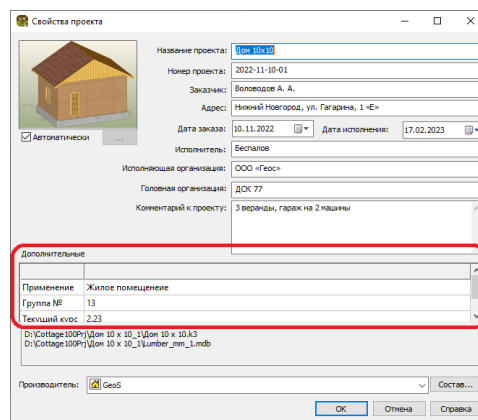 Свойства проекта
Название проекта: Дом 10х10
Номер проекта: 2022-11-10-01
Заказчик: Воловодов А. А.
Адрес: Нижний Новгород, ул. Гагарина, 1 «Е»
Автоматически ...
Дата заказа: 10.11.2022 Дата исполнения: 17.02.2023
Исполнитель: Беспалов
Исполняющая организация: ООО «Геос»
Головная организация: ДСК 77
Комментарий к проекту: 3 веранды, гараж на 2 машины
Дополнительные
Применение Жилое помещенеие
Группа № 13
Текущий курс 2.23
D:\Cottage100Prj\Дом 10 х 10_1\Дом 10 х 10.k3
D:\Cottage100Prj\Дом 10 х 10_1\Lumber_mm_1.mdb
Производитель: GeoS Состав...
ОК Отмена Справка